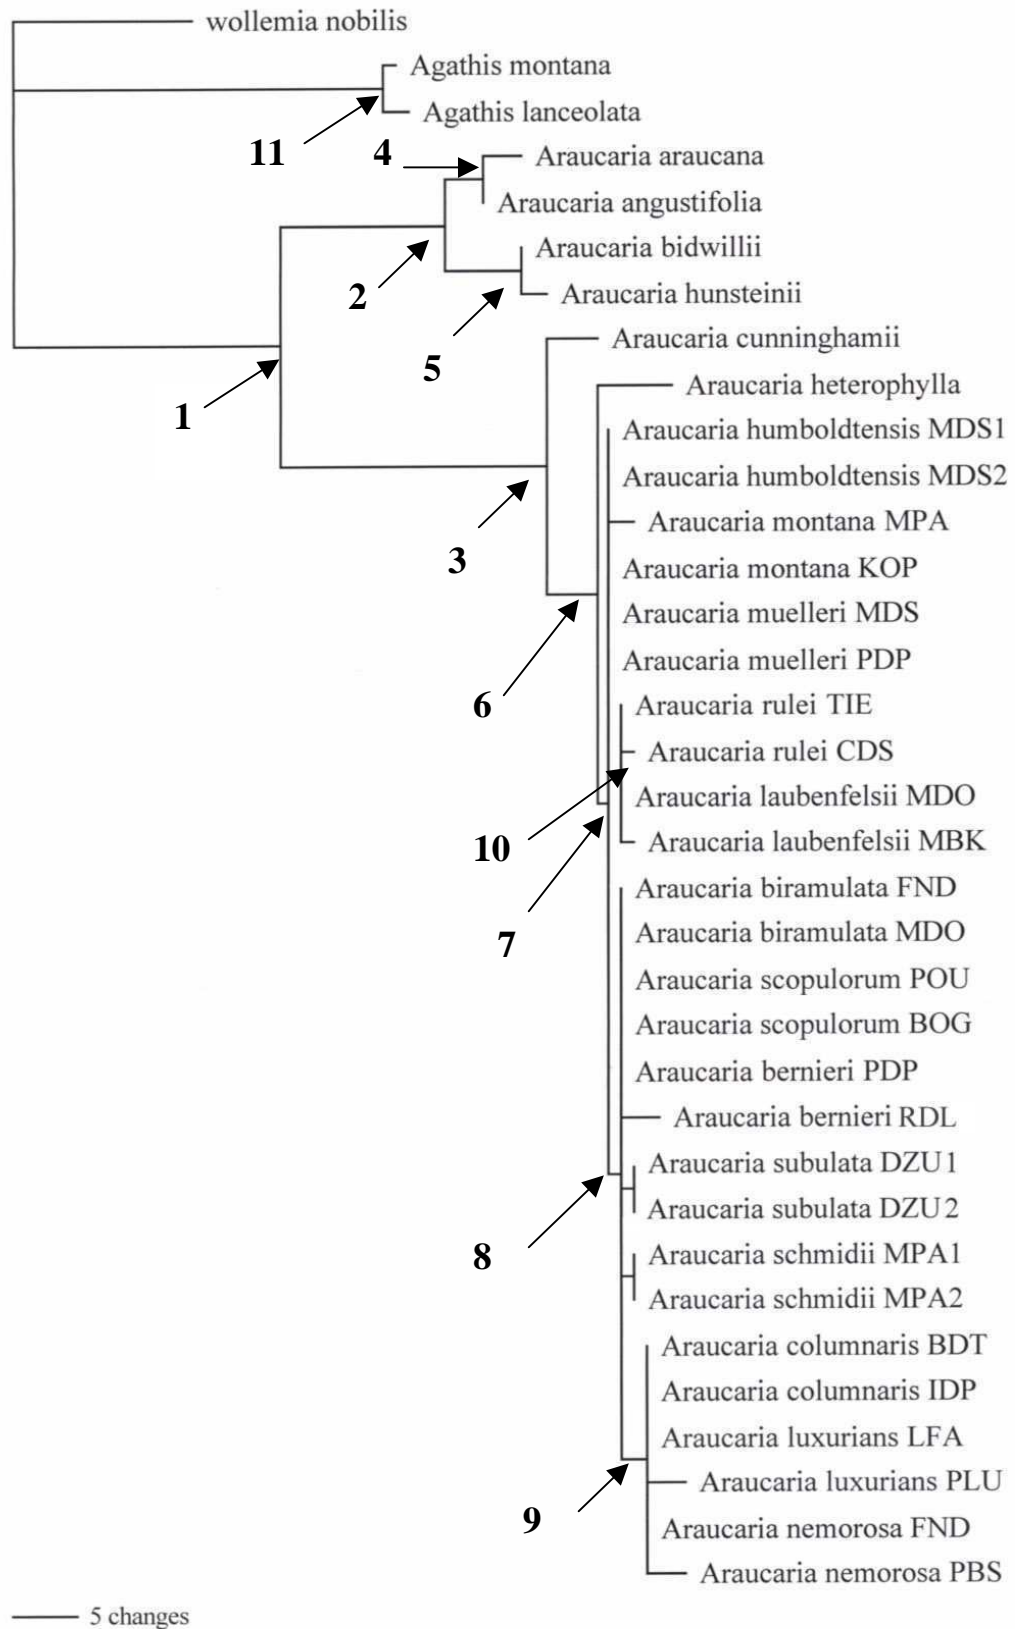 wollemia nobilis
Agathis montana
Agathis lanceolata
11
4
Araucaria araucana
Araucaria angustifolia
Araucaria bidwillii
2
Araucaria hunsteinii
Araucaria cunninghamii
5
Araucaria heterophylla
1
Araucaria humboldtensis MDS1
Araucaria humboldtensis MDS2
Araucaria montana MPA
3
Araucaria montana KOP
Araucaria muelleri MDS
Araucaria muelleri PDP
6
Araucaria rulei TIE
Araucaria rulei CDS
Araucaria laubenfelsii MDO
10
Araucaria laubenfelsii MBK
Araucaria biramulata FND
7
Araucaria biramulata MDO
Araucaria scopulorum POU
Araucaria scopulorum BOG
Araucaria bernieri PDP
Araucaria bernieri RDL
Araucaria subulata DZU1
Araucaria subulata DZU2
8
Araucaria schmidii MPA1
Araucaria schmidii MPA2
Araucaria columnaris BDT
Araucaria columnaris IDP
Araucaria luxurians LFA
Araucaria luxurians PLU
9
Araucaria nemorosa FND
Araucaria nemorosa PBS
5 changes